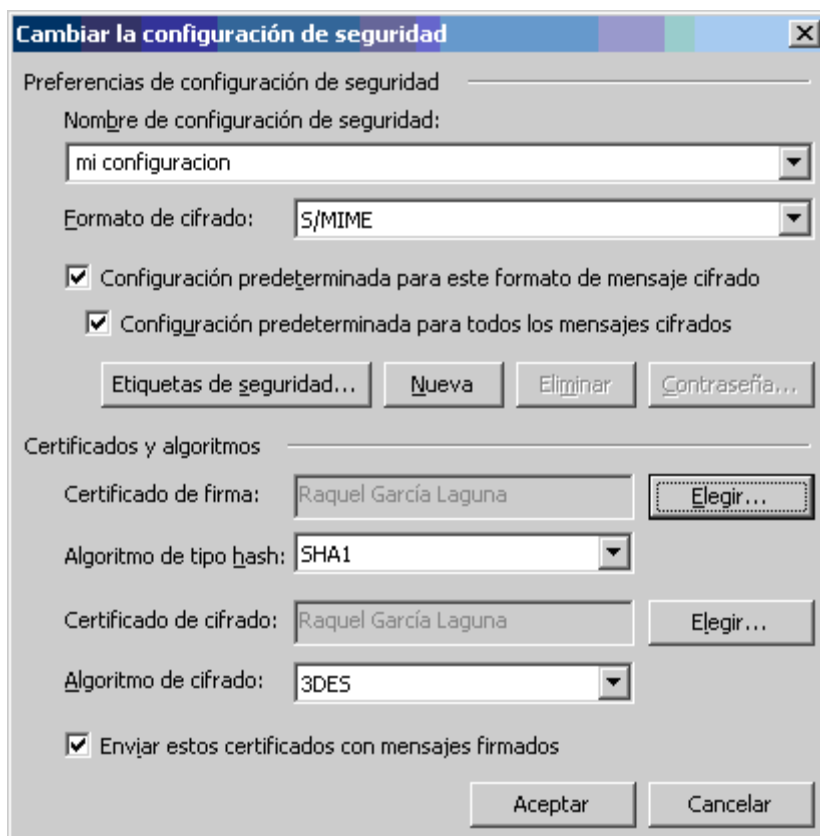 Cambiar la configuración de seguridad
Preferencias de configuración de seguridad
Nombre de configuración de seguridad:
mi configuracion
Formato de cifrado: S/MIME
Configuración predeterminada para este formato de mensaje cifrado
Configuración predeterminada para todos los mensajes cifrados
Etiquetas de seguridad... Nueva Eliminar Contraseña...
Certificados y algoritmos
Certificado de firma: Raquel García Laguna Elegir...
Algoritmo de tipo hash: SHA1
Certificado de cifrado: Raquel García Laguna Elegir...
Algoritmo de cifrado: 3DES
Enviar estos certificados con mensajes firmados
Aceptar Cancelar